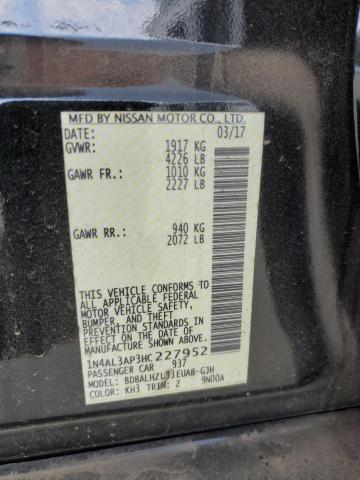 MFD BY NISSAN MOTOR CO., LTD.
DATE: 03/17
GVWR: 1917 KG
4226 LB
GAWR FR.: 1010 KG
2227 LB
GAWR RR.: 940 KG
2072 LB
THIS VEHICLE CONFORMS TO
ALL APPLICABLE FEDERAL
MOTOR VEHICLE SAFETY,
BUMPER, AND THEFT
PREVENTION STANDARDS IN
EFFECT ON THE DATE OF
MANUFACTURE SHOWN ABOVE.
1N4AL3AP3HC227952
PASSENGER CAR 937
MODEL: BDBALHZL33EUAB-GJH
COLOR: KH3 TRIM: Z 9N00A